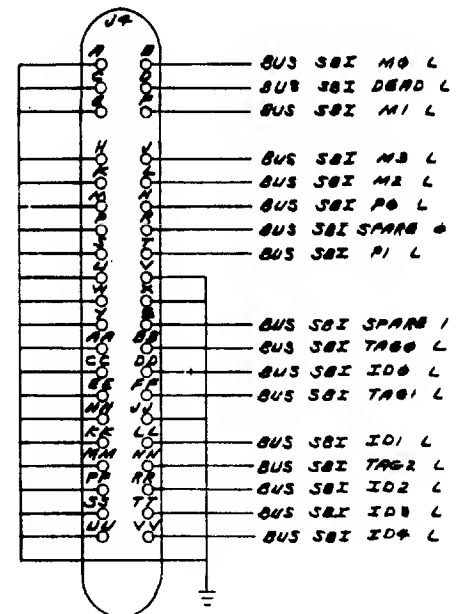 J4
A B BUS SBI M0 L
BUS SBI DEAD L
BUS SBI M1 L
BUS SBI M3 L
BUS SBI M2 L
BUS SBI P0 L
BUS SBI SPARE 0
BUS SBI P1 L
BUS SBI SPARE 1
AA BB BUS SBI TAG0 L
CC DD BUS SBI ID0 L
EE FF BUS SBI TAG1 L
HH JJ
KK LL BUS SBI ID1 L
MM NN BUS SBI TAG2 L
PP RR BUS SBI ID2 L
SS TT BUS SBI ID3 L
UU VV BUS SBI ID4 L